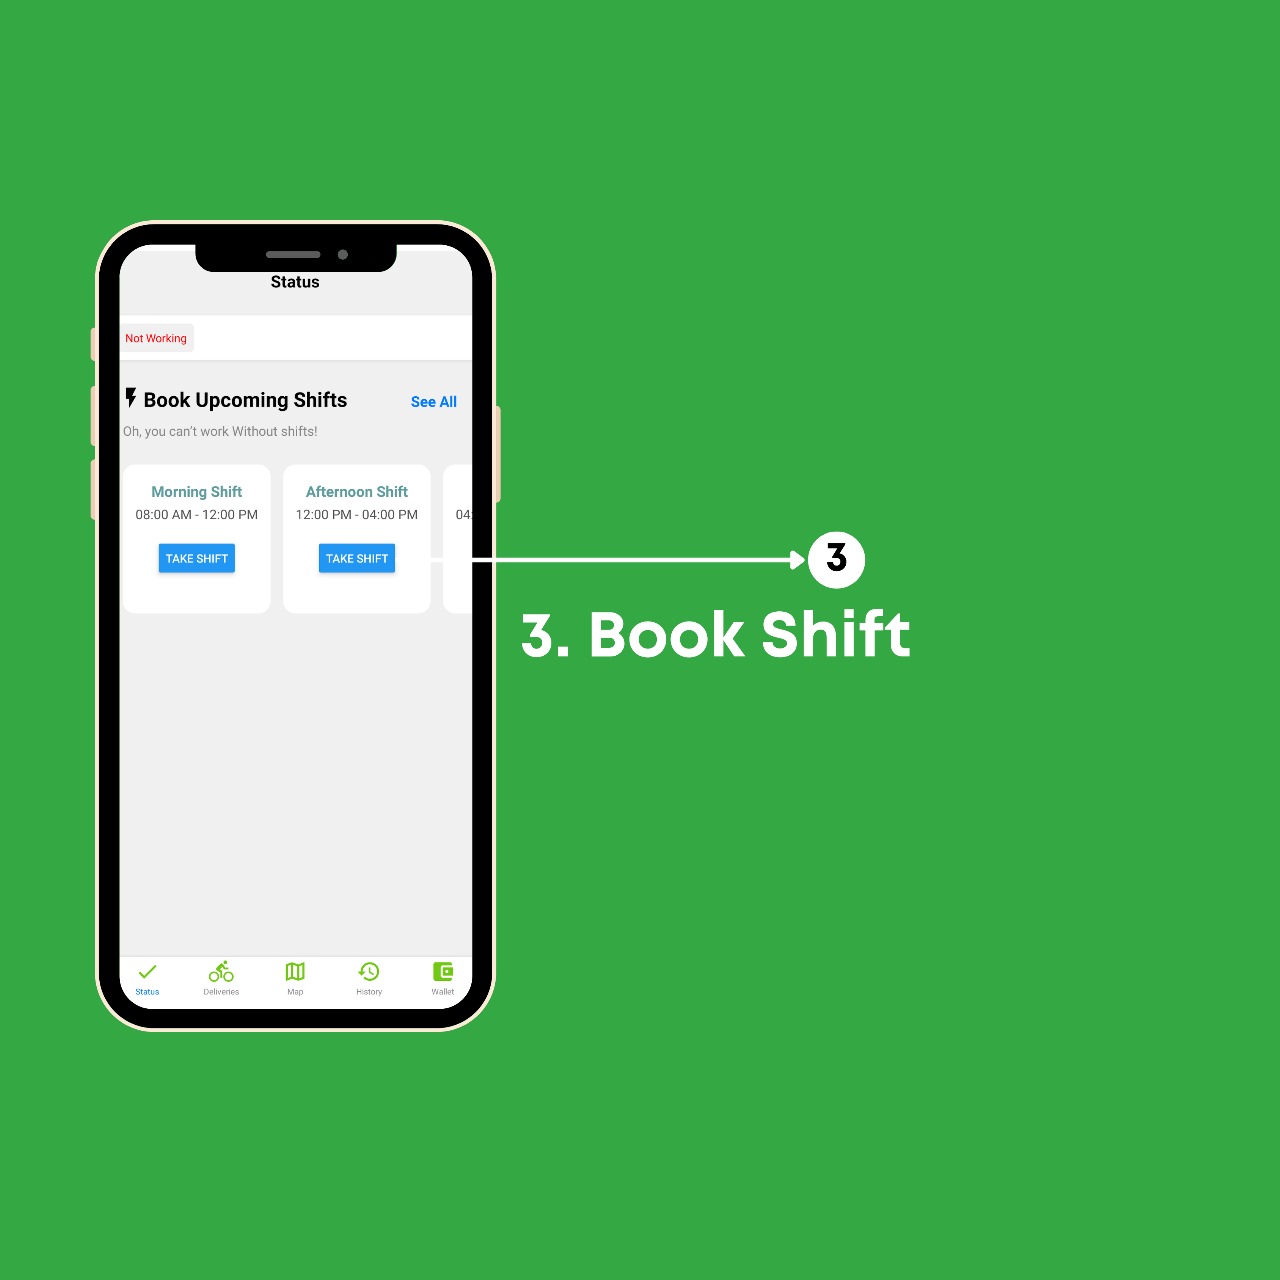 Status
Not Working
Book Upcoming Shifts
See All
Oh, you can't work Without shifts!
Morning Shift
08:00 AM - 12:00 PM
TAKE SHIFT
Afternoon Shift
12:00 PM - 04:00 PM
TAKE SHIFT
04:
3
3. Book Shift
Status
Deliveries
Map
History
Wallet